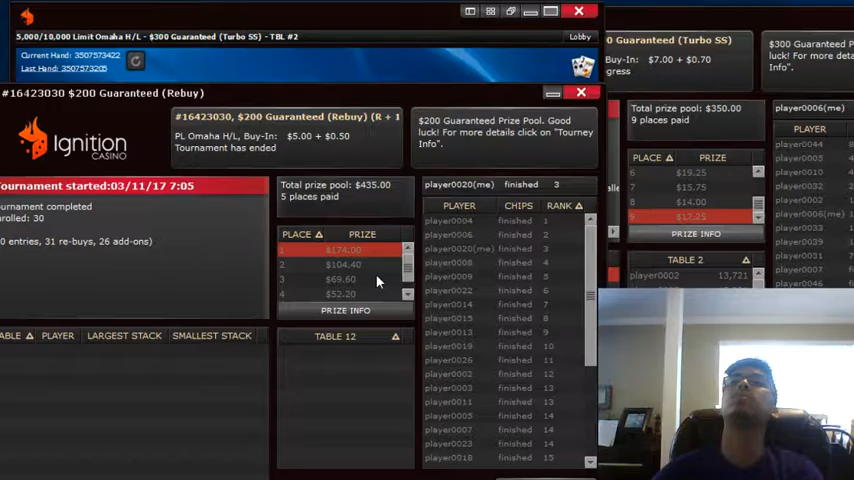 5,000/10,000 Limit Omaha H/L - $300 Guaranteed (Turbo SS) - TBL #2
Lobby
Current Hand: 3507573422
Last Hand: 3507573205
#16423030 $200 Guaranteed (Rebuy)
Ignition
CASINO
#16423030, $200 Guaranteed (Rebuy) (R + 1
PL Omaha H/L, Buy-In: $5.00 + $0.50
Tournament has ended
$200 Guaranteed Prize Pool. Good
luck! For more details click on "Tourney
Info".
ournament started:03/11/17 7:05
urnament completed
rolled: 30
0 entries, 31 re-buys, 26 add-ons)
Total prize pool: $435.00
5 places paid
PLACE PRIZE
1 $174.00
2 $104.40
3 $69.60
4 $52.20
PRIZE INFO
ABLE PLAYER LARGEST STACK SMALLEST STACK
TABLE 12
player0020(me) finished 3
PLAYER CHIPS RANK
player0004 finished 1
player0006 finished 2
player0020(me) finished 3
player0008 finished 4
player0009 finished 5
player0022 finished 6
player0014 finished 7
player0015 finished 8
player0013 finished 9
player0019 finished 10
player0026 finished 11
player0002 finished 12
player0003 finished 13
player0011 finished 13
player0005 finished 14
player0007 finished 14
player0023 finished 14
player0018 finished 15
0 Guaranteed (Turbo SS)
Buy-In: $7.00 + $0.70
gress
$300 Guaranteed P
luck! For more deta
Info".
Total prize pool: $350.00
9 places paid
PLACE PRIZE
6 $19.25
7 $15.75
8 $14.00
PRIZE INFO
TABLE 2
player0002 13,721
player0006(me)
PLAYER
player0044
player0005
player0010
player0032
player0002
player0006(me)
player0033
player0039
player0031
player0017
player0046